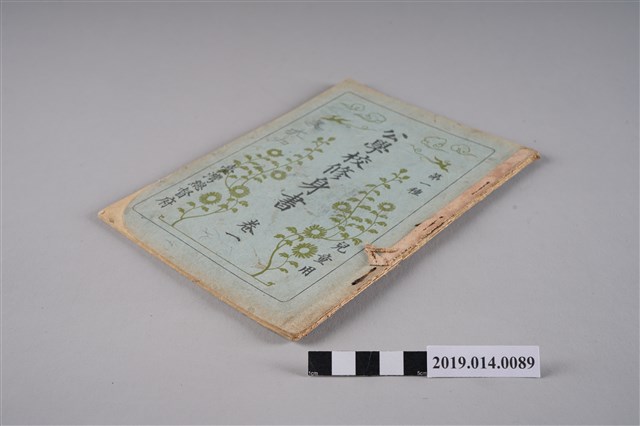 第一種
兒童用
公學校修身書
卷一
臺灣總督府
2019.014.0089